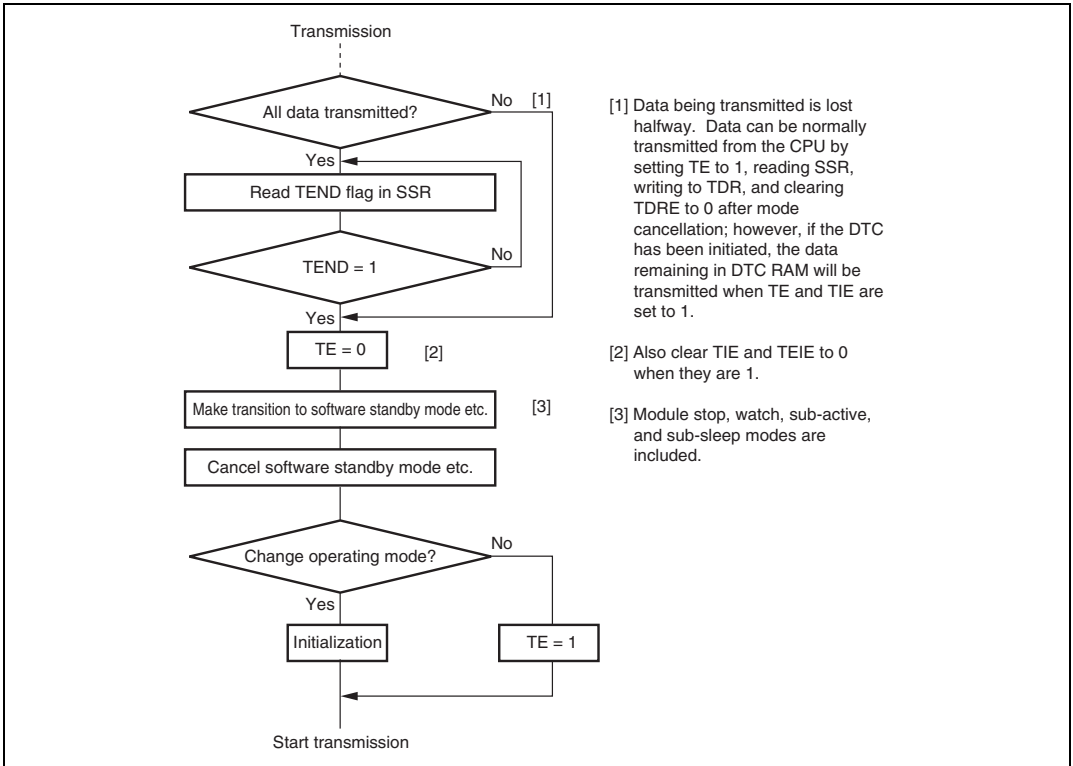 Transmission
All data transmitted?
No [1]
Yes
Read TEND flag in SSR
TEND = 1
No
Yes
TE = 0 [2]
Make transition to software standby mode etc. [3]
Cancel software standby mode etc.
Change operating mode?
No
Yes
Initialization
TE = 1
Start transmission
[1] Data being transmitted is lost
halfway. Data can be normally
transmitted from the CPU by
setting TE to 1, reading SSR,
writing to TDR, and clearing
TDRE to 0 after mode
cancellation; however, if the DTC
has been initiated, the data
remaining in DTC RAM will be
transmitted when TE and TIE are
set to 1.
[2] Also clear TIE and TEIE to 0
when they are 1.
[3] Module stop, watch, sub-active,
and sub-sleep modes are
included.